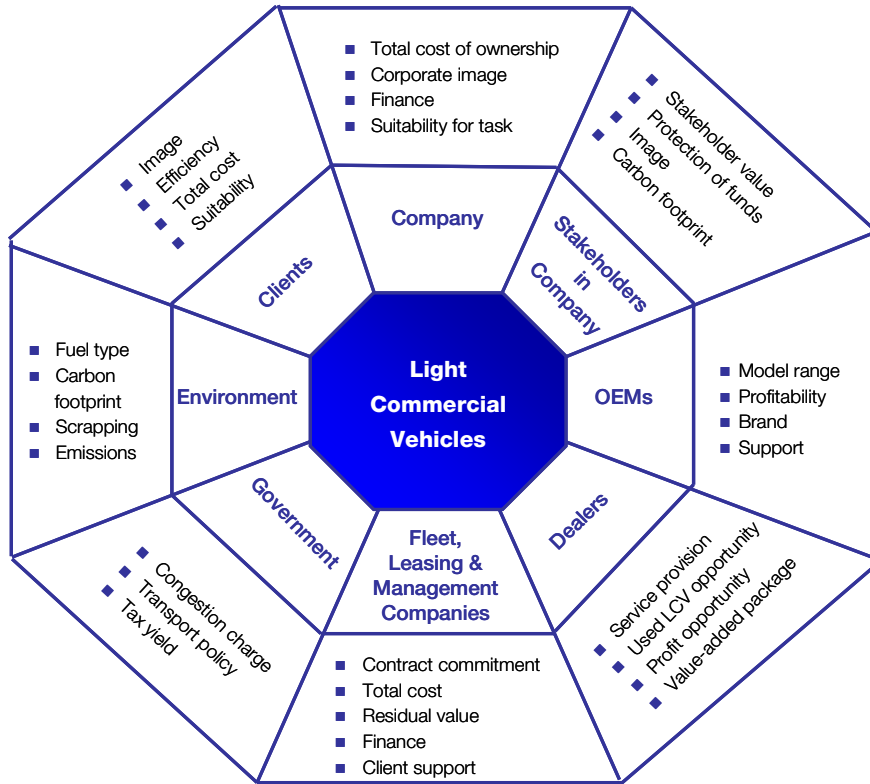 Total cost of ownership
Corporate image
Finance
Suitability for task
Company
Stakeholder value
Protection of funds
Image
Carbon footprint
Stakeholders
in
Company
Model range
Profitability
Brand
Support
OEMs
Service provision
Used LCV opportunity
Profit opportunity
Value-added package
Dealers
Fleet,
Leasing &
Management
Companies
Contract commitment
Total cost
Residual value
Finance
Client support
Government
Congestion charge
Transport policy
Tax yield
Environment
Fuel type
Carbon
footprint
Scrapping
Emissions
Clients
Image
Efficiency
Total cost
Suitability
Light
Commercial
Vehicles